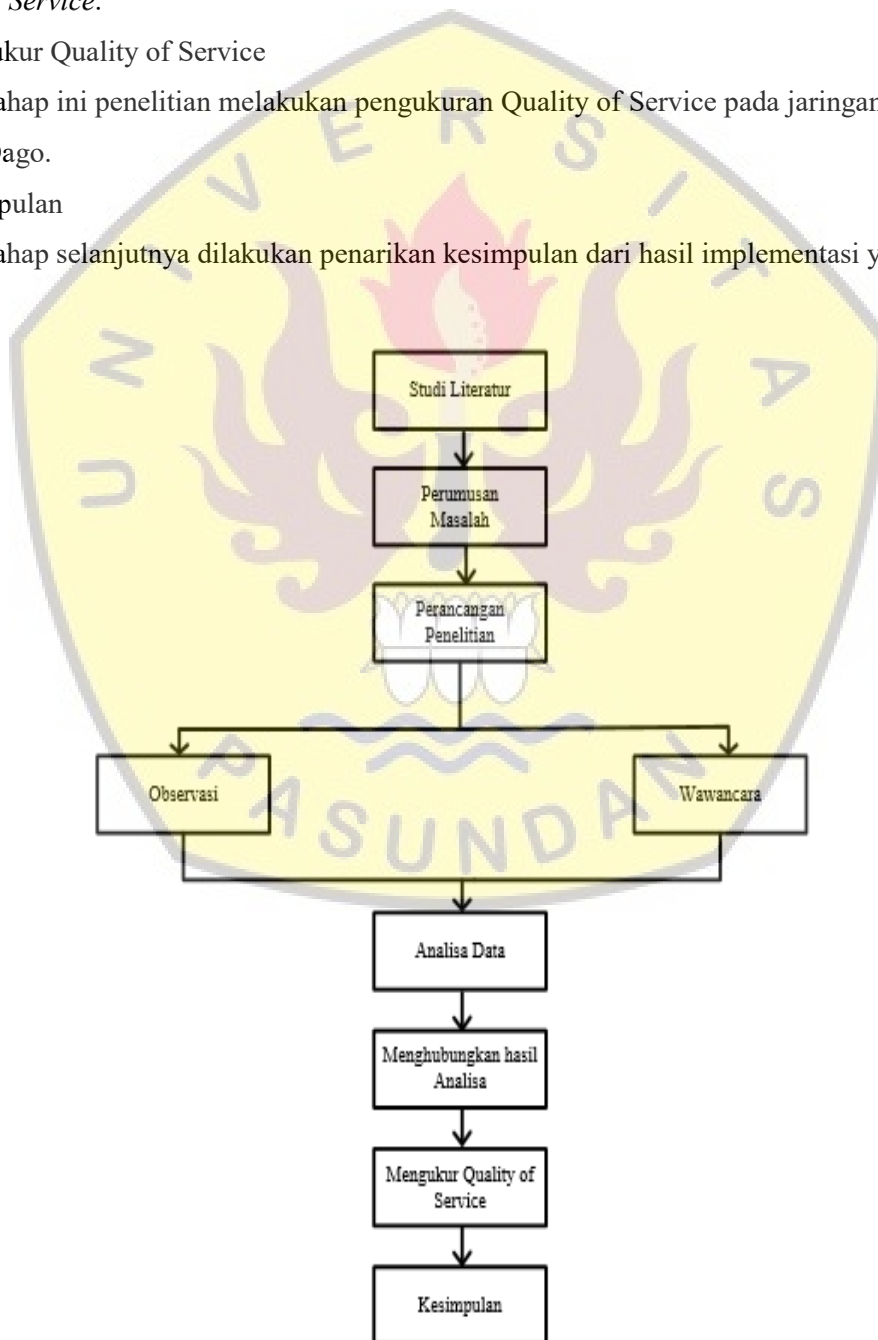 Service.
ukur Quality of Service
ahap ini penelitian melakukan pengukuran Quality of Service pada jaringan
Dago.
pulan
ahap selanjutnya dilakukan penarikan kesimpulan dari hasil implementasi y
UNIVERSITAS
PASUNDAN
Studi Literatur
Perumusan
Masalah
Perancangan
Penelitian
Observasi
Wawancara
Analisa Data
Menghubungkan hasil
Analisa
Mengukur Quality of
Service
Kesimpulan